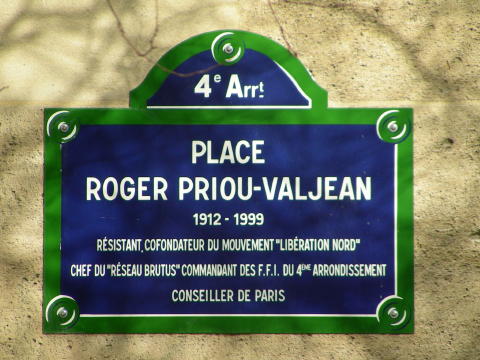 4e Arrt
PLACE
ROGER PRIOU-VALJEAN
1912 - 1999
RÉSISTANT, COFONDATEUR DU MOUVEMENT "LIBÉRATION NORD"
CHEF DU "RÉSEAU BRUTUS" COMMANDANT DES F.F.I. DU 4ÈME ARRONDISSEMENT
CONSEILLER DE PARIS